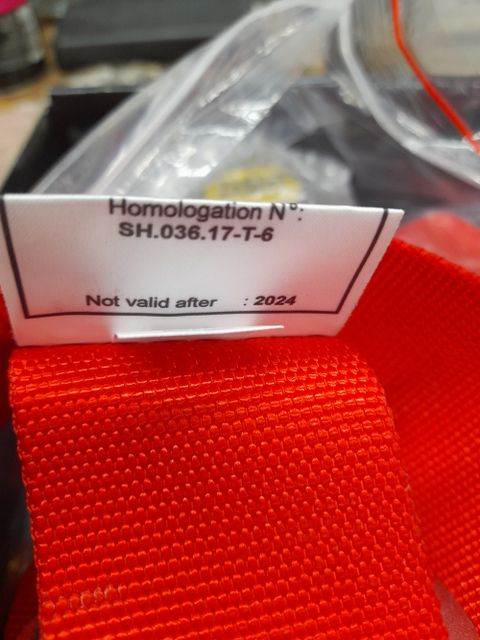 Homologation N°:
SH.036.17-T-6
Not valid after : 2024